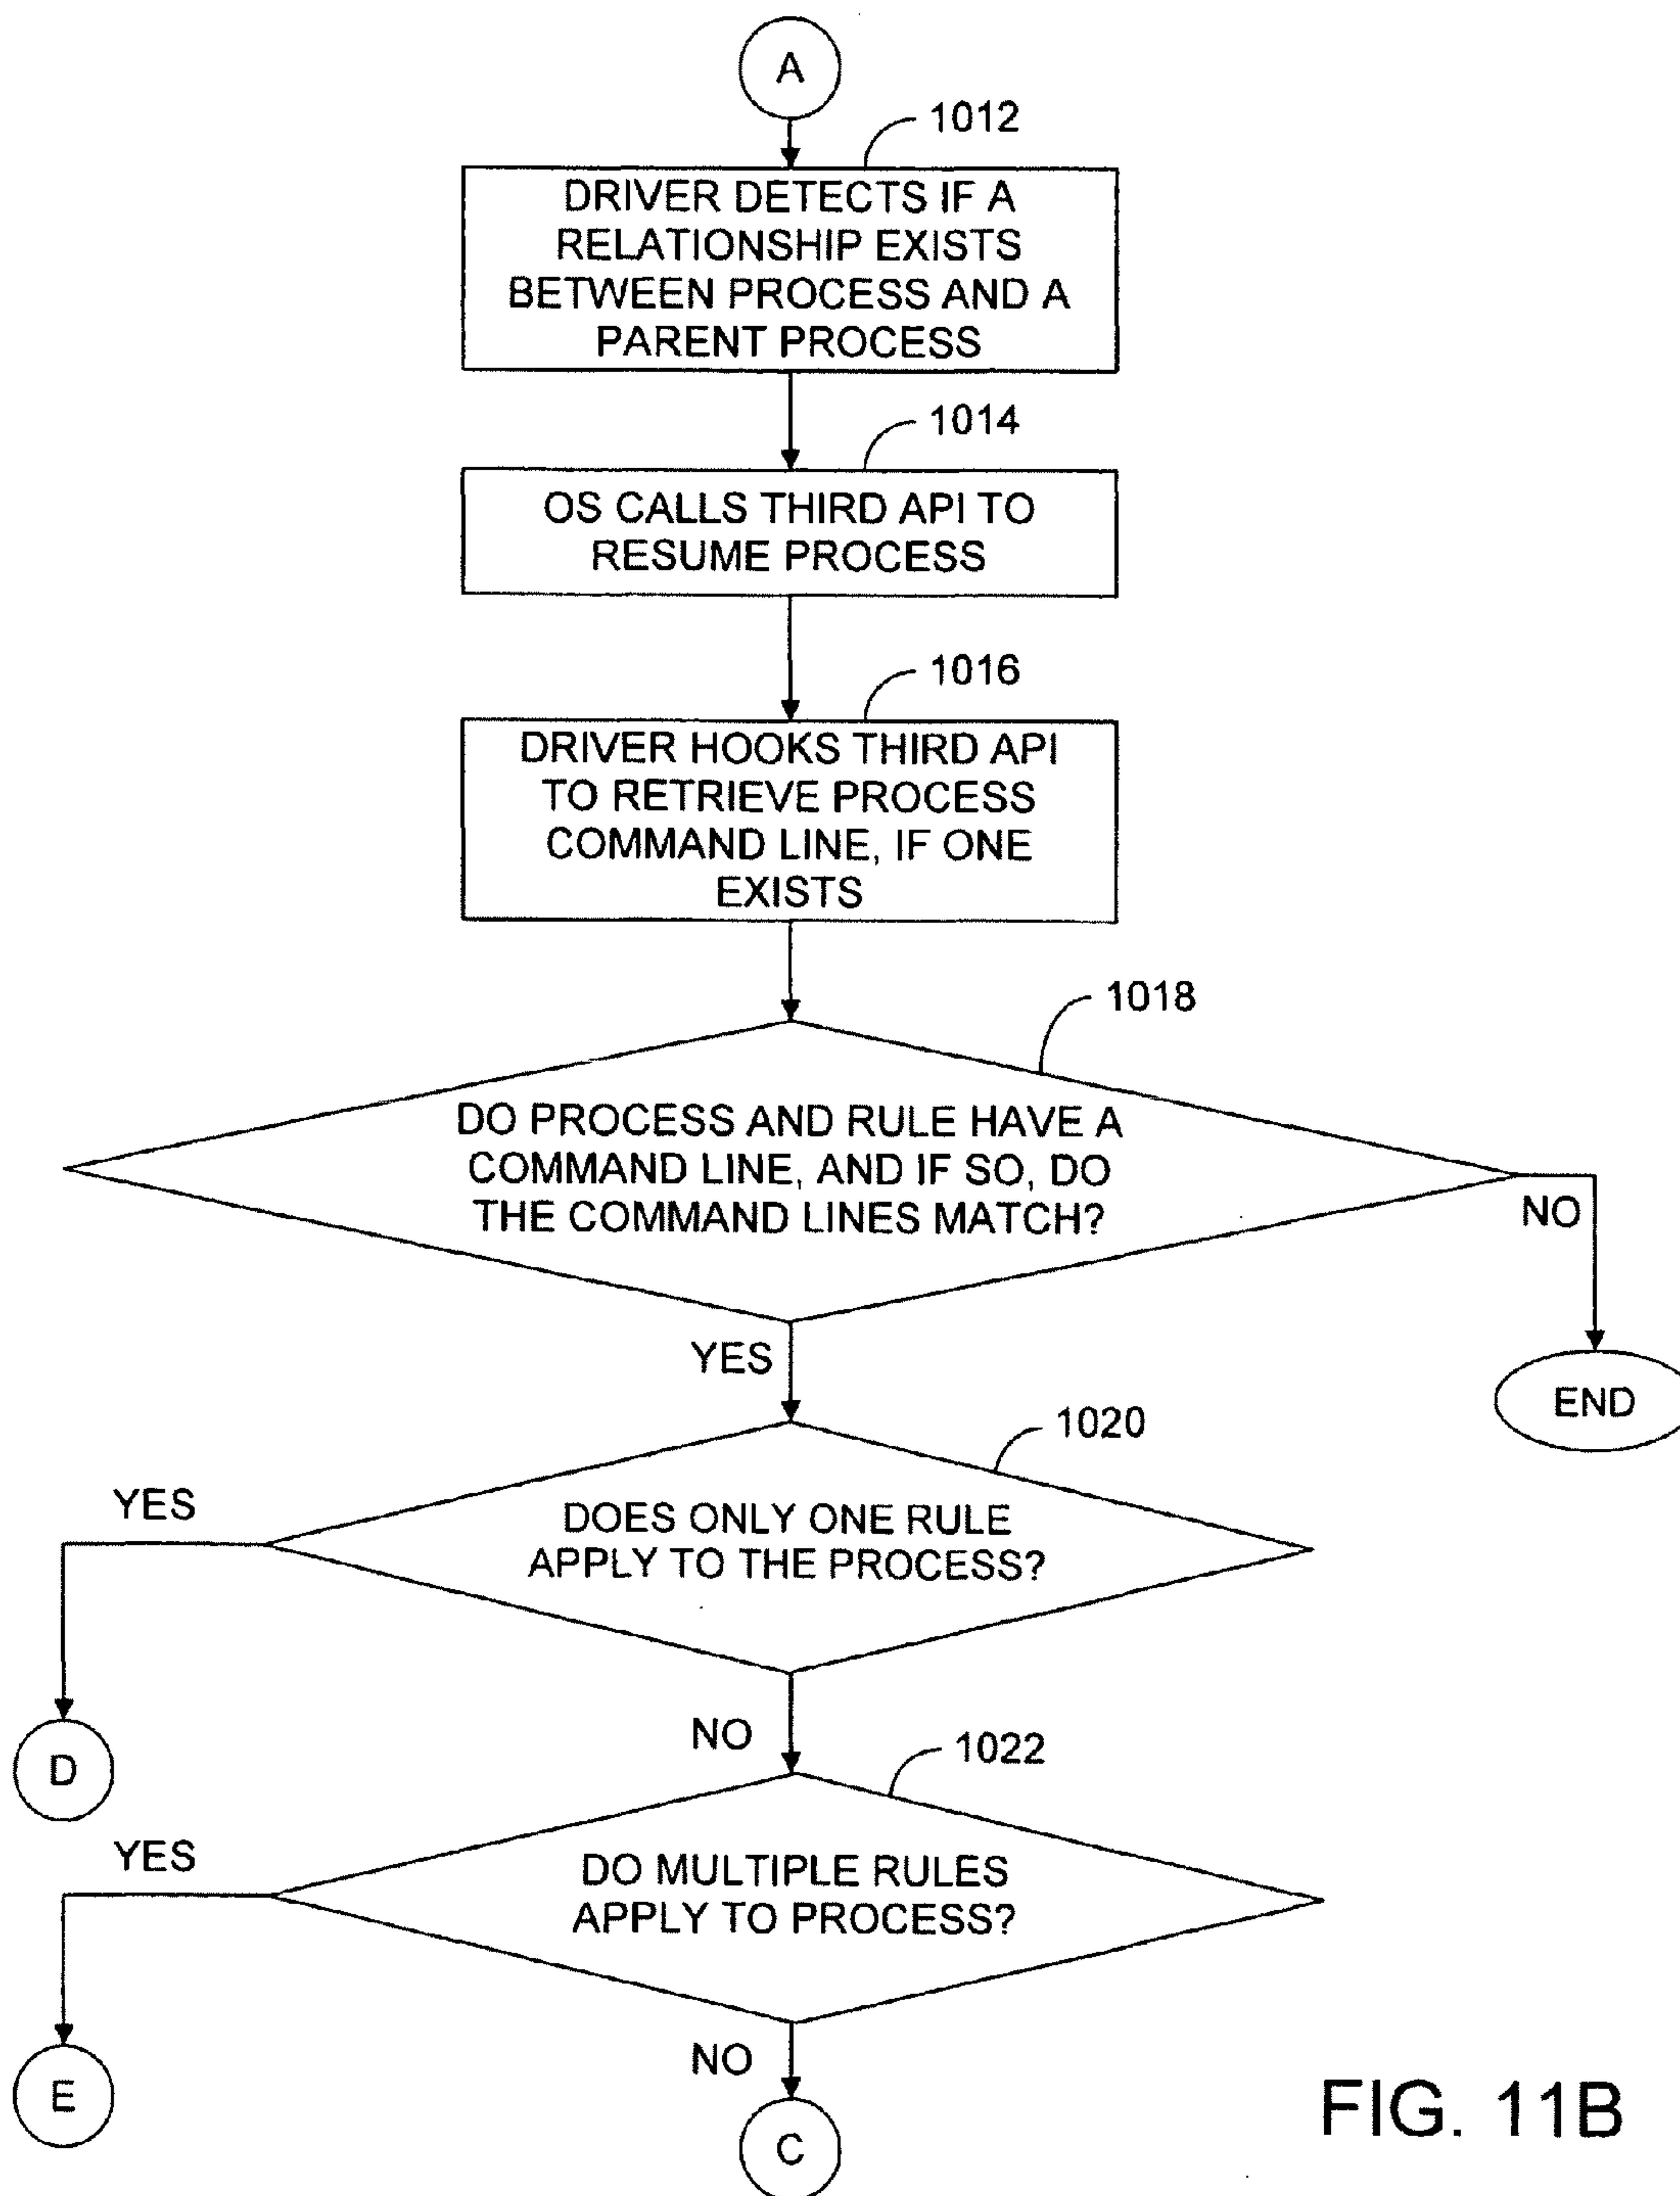 A
1012
DRIVER DETECTS IF A
RELATIONSHIP EXISTS
BETWEEN PROCESS AND A
PARENT PROCESS
1014
OS CALLS THIRD API TO
RESUME PROCESS
1016
DRIVER HOOKS THIRD API
TO RETRIEVE PROCESS
COMMAND LINE, IF ONE
EXISTS
1018
DO PROCESS AND RULE HAVE A
COMMAND LINE, AND IF SO, DO
THE COMMAND LINES MATCH?
NO
END
YES
1020
DOES ONLY ONE RULE
APPLY TO THE PROCESS?
YES
D
NO
1022
DO MULTIPLE RULES
APPLY TO PROCESS?
YES
E
NO
C
FIG. 11B